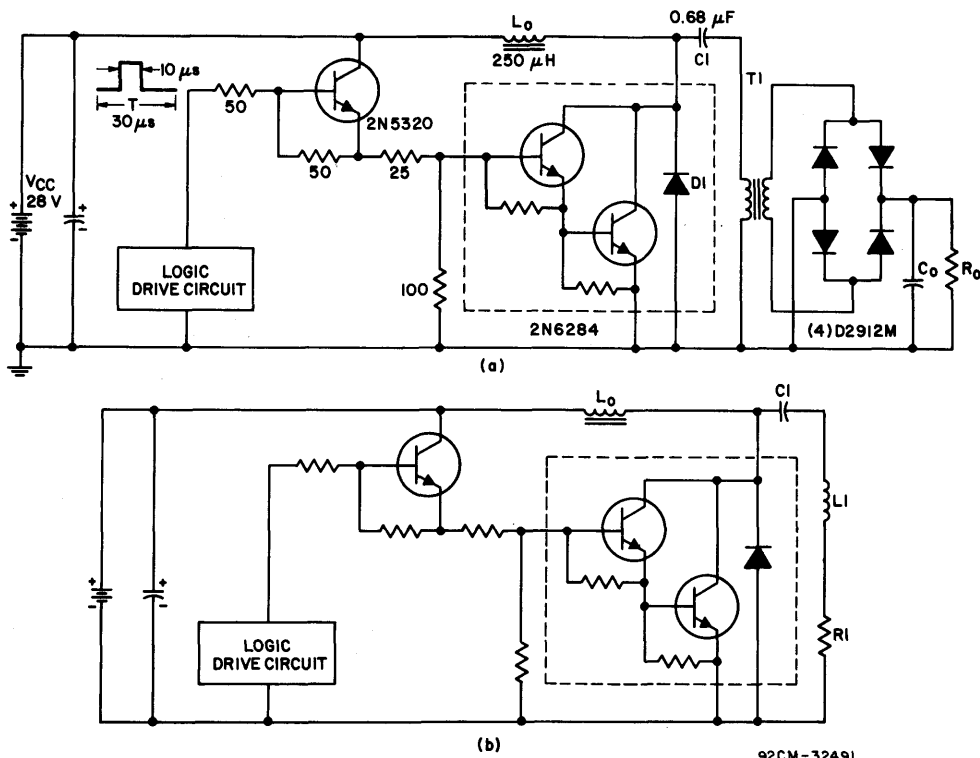 L₀
250 μH
0.68 μF
C1
T1
10 μs
T
30 μs
50
2N5320
50
25
VCC
28 V
+
-
+
-
D1
LOGIC
DRIVE CIRCUIT
100
2N6284
C₀
R₀
(4)D2912M
(a)
L₀
C1
L1
R1
+
-
+
-
LOGIC
DRIVE CIRCUIT
(b)
92CM-32491